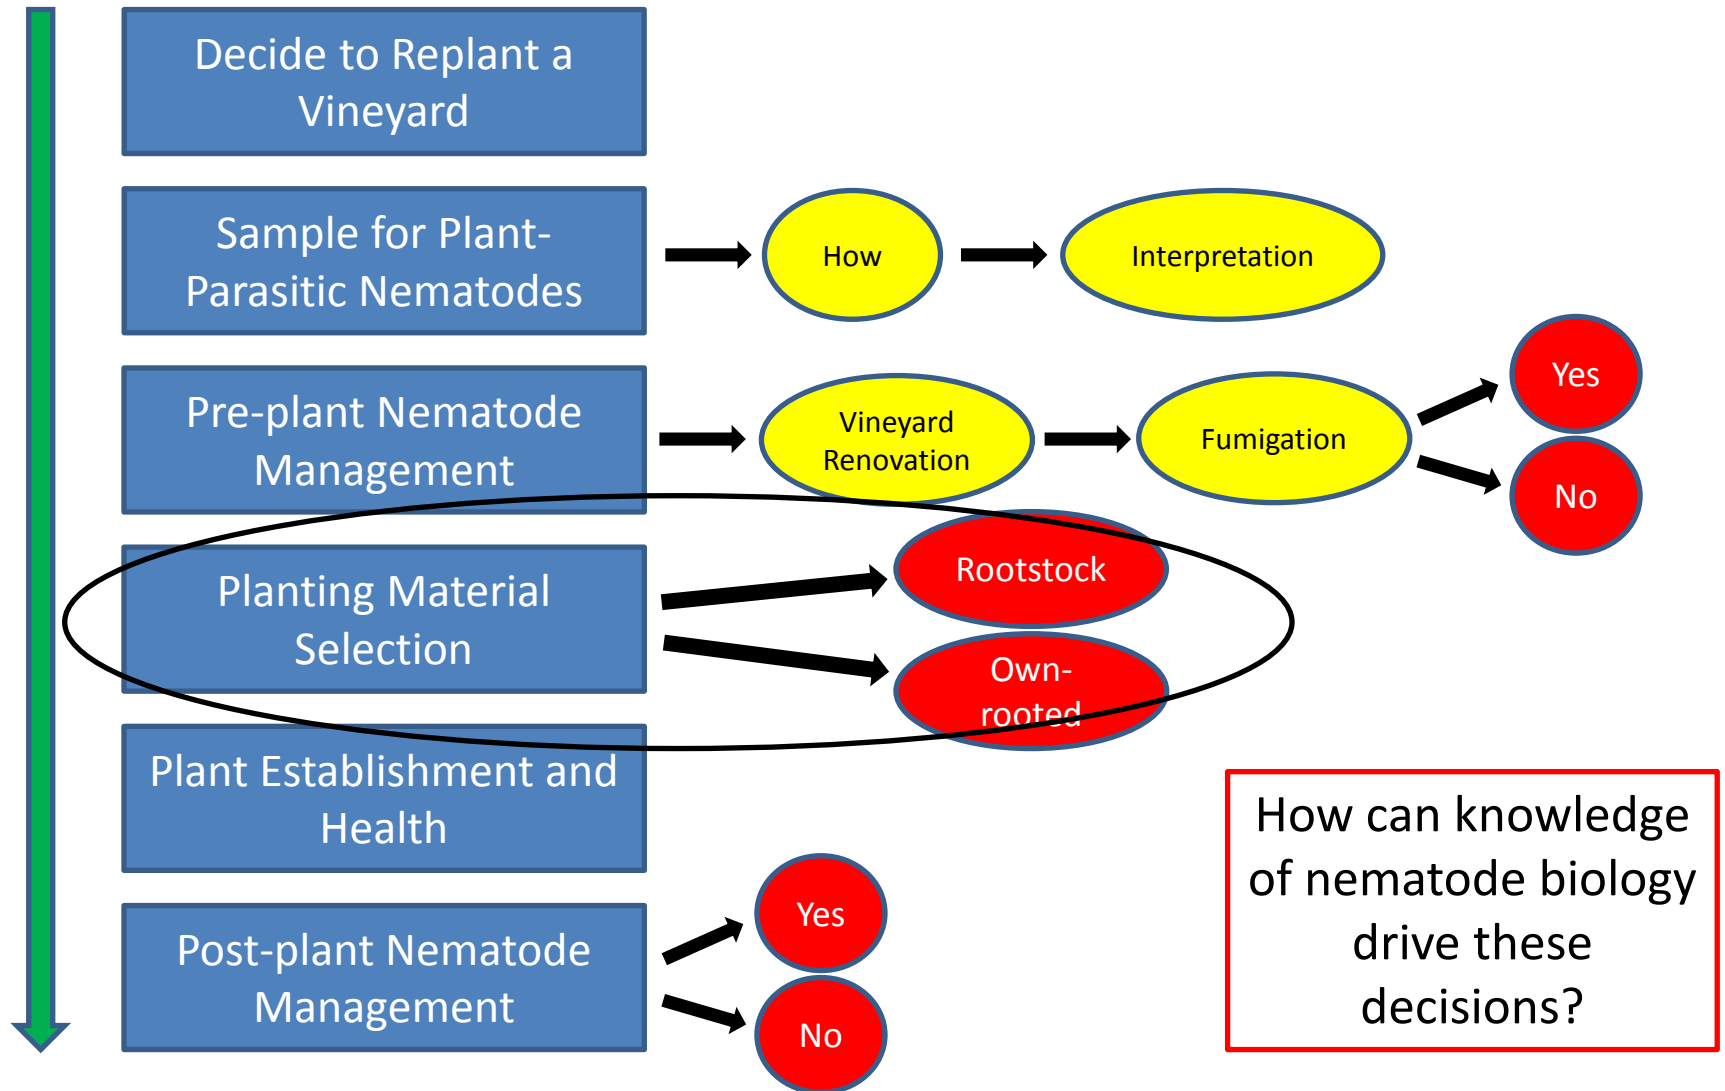 Decide to Replant a
Vineyard
Sample for Plant-
Parasitic Nematodes
How
Interpretation
Pre-plant Nematode
Management
Vineyard
Renovation
Fumigation
Yes
No
Planting Material
Selection
Rootstock
Own-
rooted
Plant Establishment and
Health
Post-plant Nematode
Management
Yes
No
How can knowledge
of nematode biology
drive these
decisions?